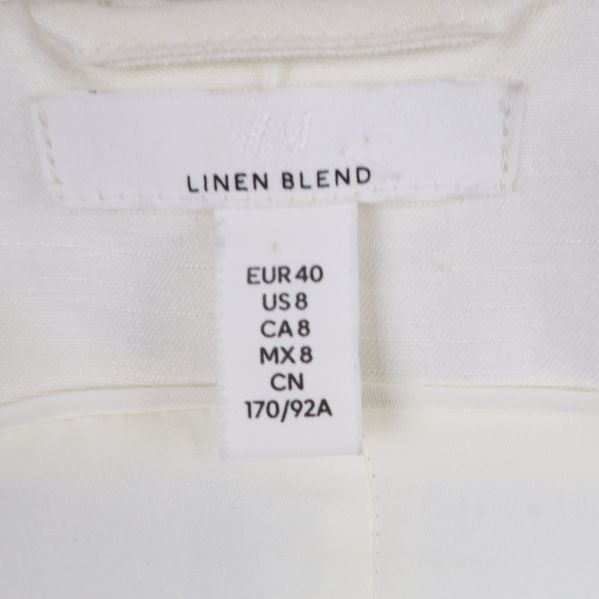 H&M
LINEN BLEND
EUR 40
US 8
CA 8
MX 8
CN
170/92A